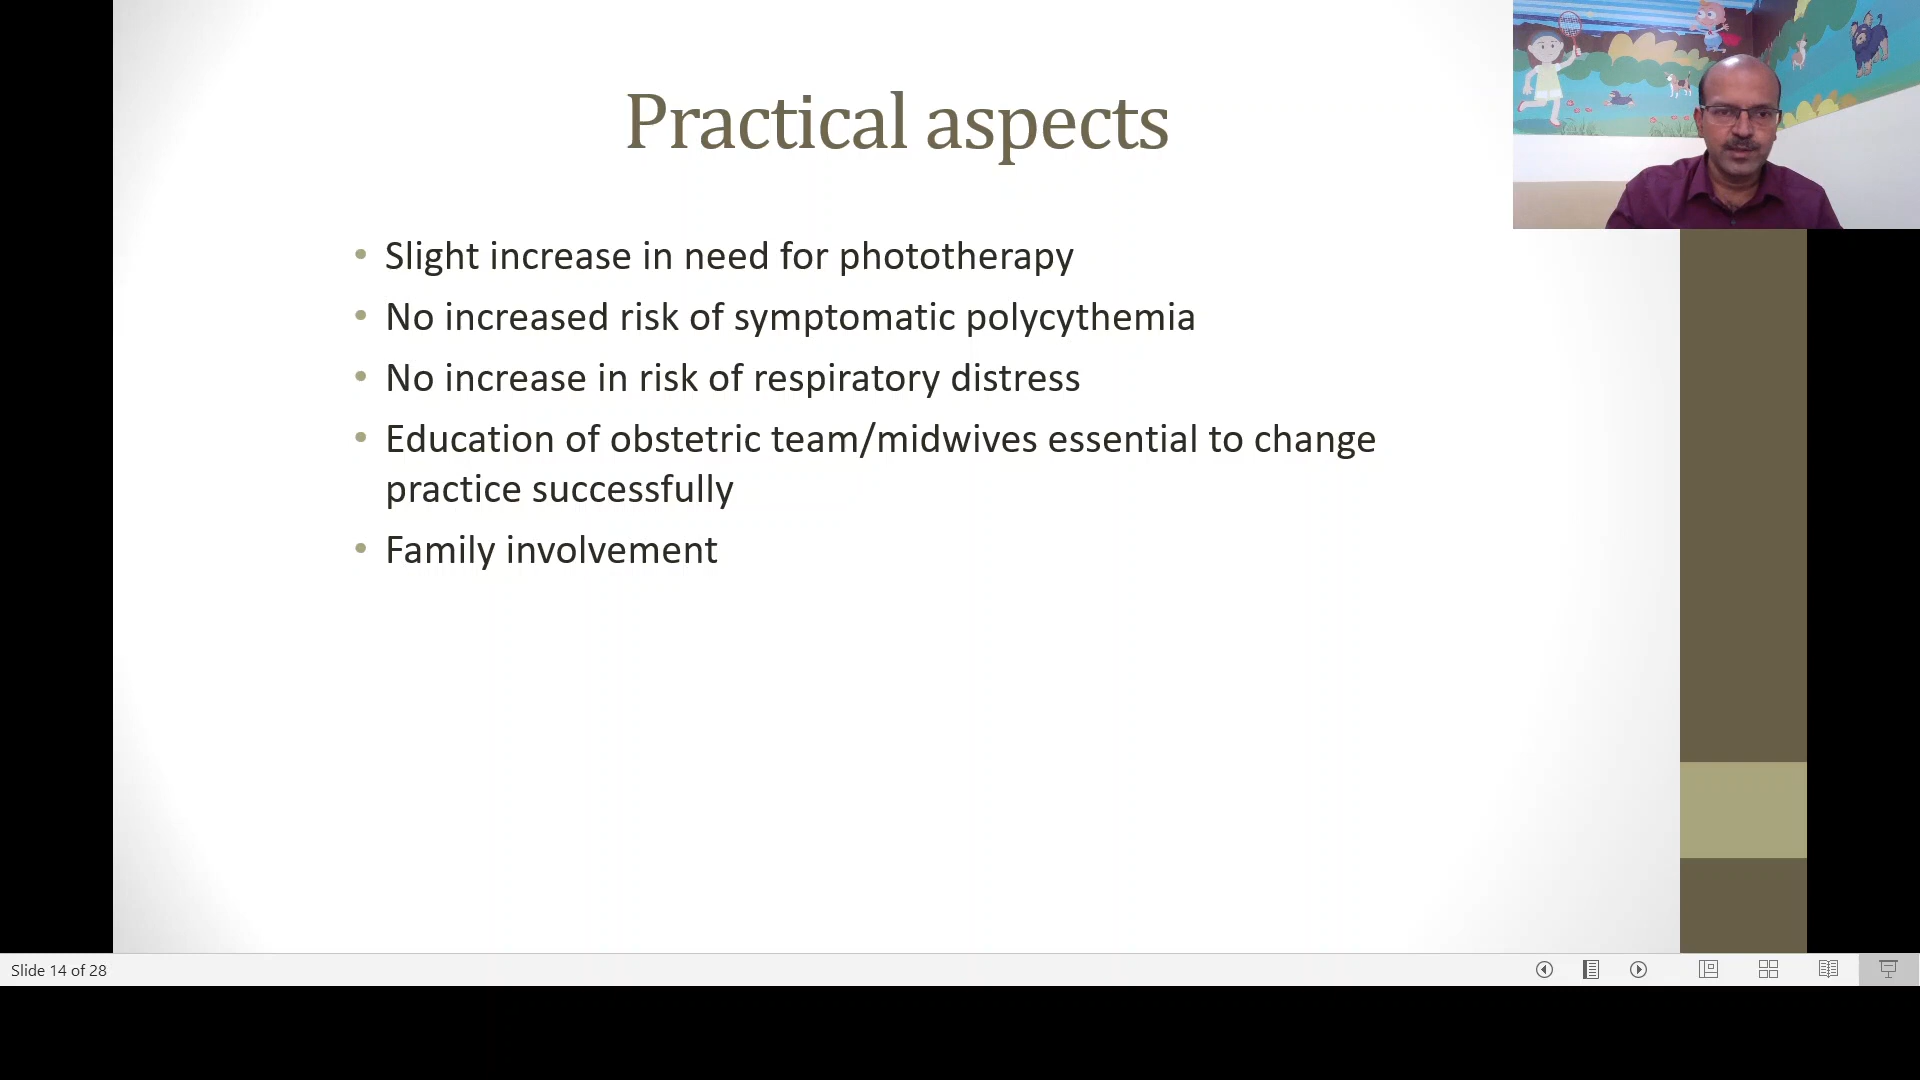 Practical aspects
• Slight increase in need for phototherapy
• No increased risk of symptomatic polycythemia
• No increase in risk of respiratory distress
• Education of obstetric team/midwives essential to change
practice successfully
• Family involvement
Slide 14 of 28